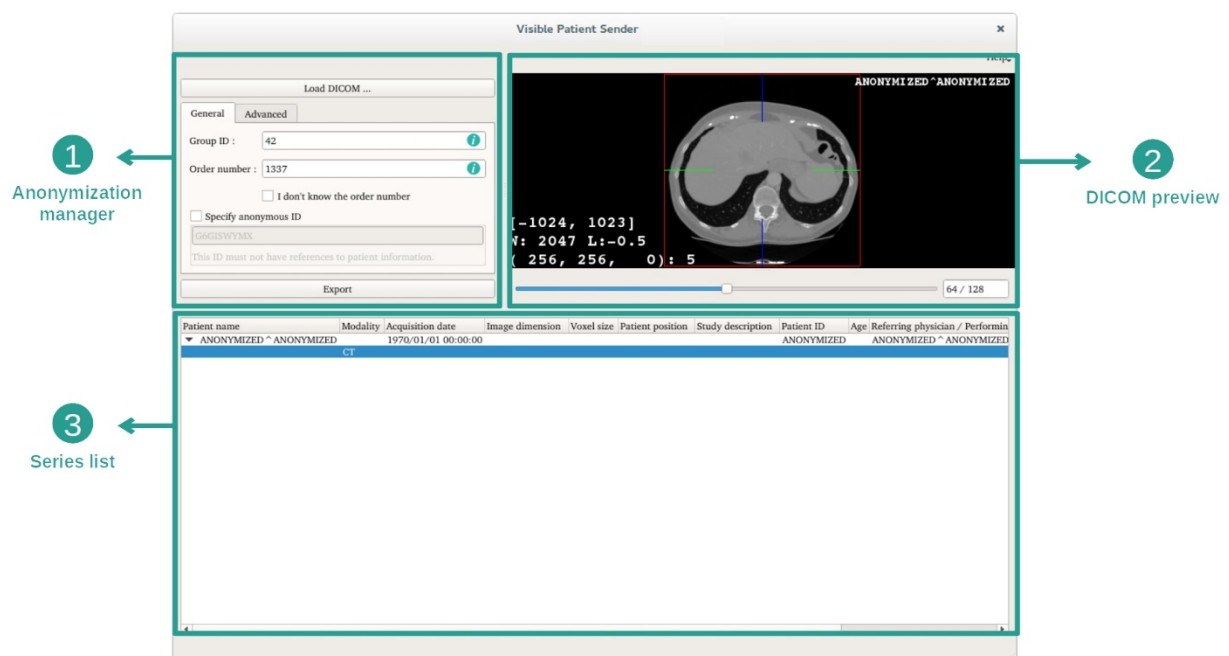 Visible Patient Sender
×
Load DICOM ...
General Advanced
Group ID : 42
Order number : 1337
I don't know the order number
Specify anonymous ID
G6GISWYMX
This ID must not have references to patient information.
Export
1
Anonymization
manager
Help
ANONYMIZED^ANONYMIZED
[-1024, 1023]
W: 2047 L:-0.5
( 256, 256, 0): 5
64 / 128
2
DICOM preview
Patient name Modality Acquisition date Image dimension Voxel size Patient position Study description Patient ID Age Referring physician / Performin
ANONYMIZED ^ ANONYMIZED 1970/01/01 00:00:00 ANONYMIZED ANONYMIZED ^ ANONYMIZED
CT
3
Series list